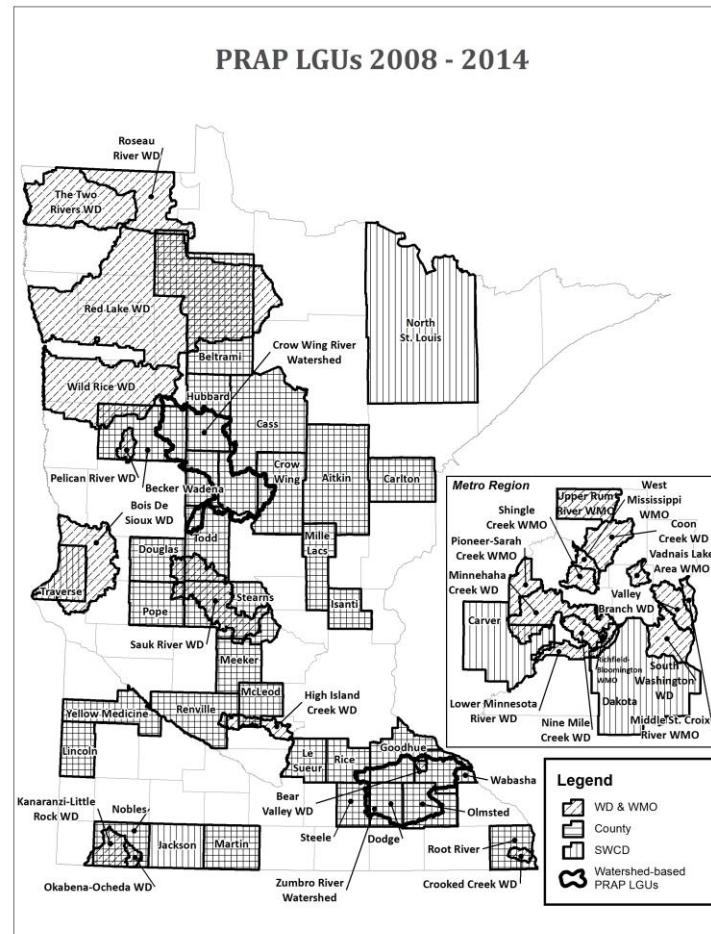 PRAP LGUs 2008 - 2014
Roseau
River WD
The Two
Rivers WD
Red Lake WD
North
St. Louis
Beltrami
Crow Wing River
Watershed
Wild Rice WD
Hubbard
Cass
Pelican River WD
Becker
Wadena
Crow
Wing
Aitkin
Carlton
Bois De
Sioux WD
Todd
Mille
Lacs
Douglas
Traverse
Pope
Stearns
Isanti
Sauk River WD
Meeker
McLeod
High Island
Creek WD
Renville
Yellow Medicine
Lincoln
Le
Sueur
Rice
Goodhue
Wabasha
Bear
Valley WD
Kanaranzi-Little
Rock WD
Nobles
Steele
Dodge
Olmsted
Jackson
Martin
Root River
Okabena-Ocheda WD
Zumbro River
Watershed
Crooked Creek WD
Metro Region
West
Mississippi
WMO
Upper Rum
River WMO
Shingle
Creek WMO
Coon
Creek WD
Pioneer-Sarah
Creek WMO
Vadnais Lake
Area WMO
Minnehaha
Creek WD
Valley
Branch WD
Carver
Richfield-
Bloomington
WMO
South
Washington
WD
Dakota
Lower Minnesota
River WD
Nine Mile
Creek WD
Middle St. Croix
River WMO
Legend
WD & WMO
County
SWCD
Watershed-based
PRAP LGUs